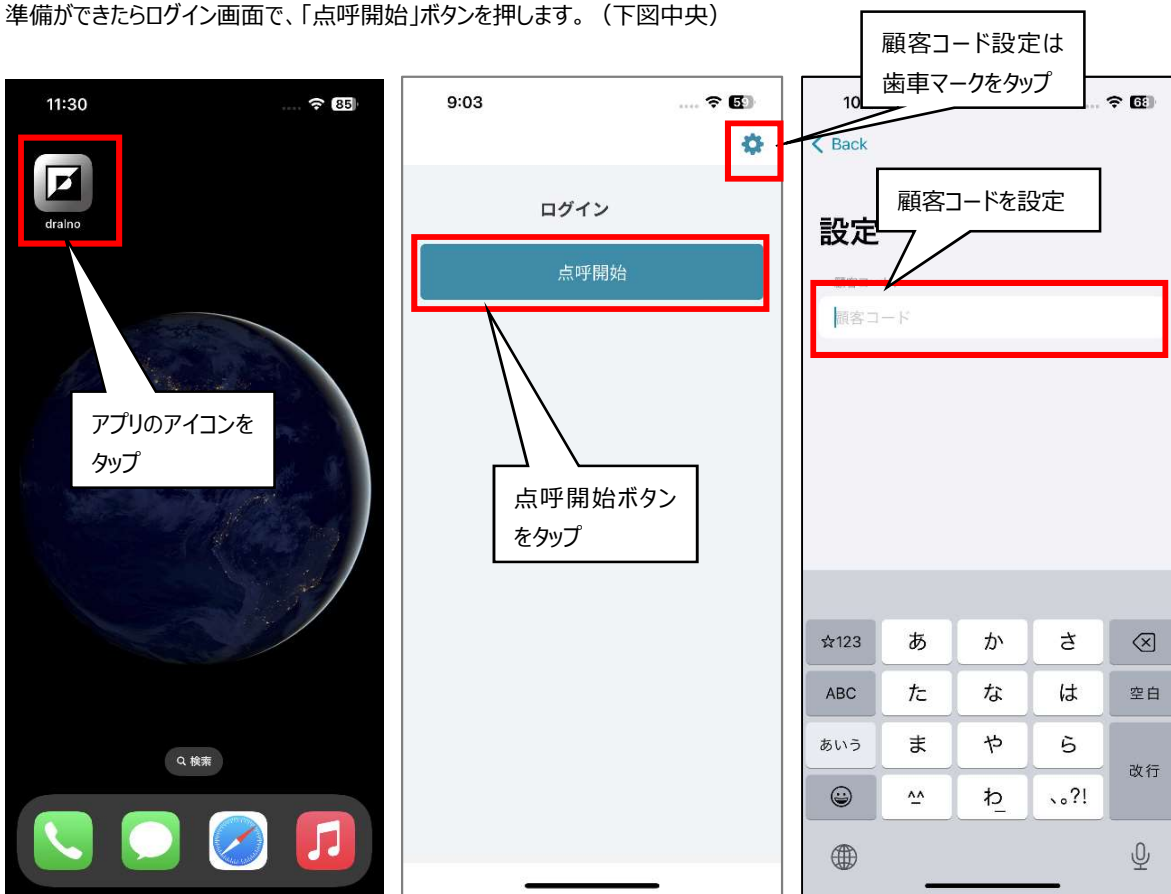 準備ができたらログイン画面で、「点呼開始」ボタンを押します。（下図中央）
顧客コード設定は
歯車マークをタップ
11:30
85
dralno
アプリのアイコンを
タップ
検索
9:03
59
ログイン
点呼開始
点呼開始ボタン
をタップ
10
68
Back
顧客コードを設定
設定
顧客コード
☆123
あ
か
さ
ABC
た
な
は
空白
あいう
ま
や
ら
改行
^^
わ_
、。?!